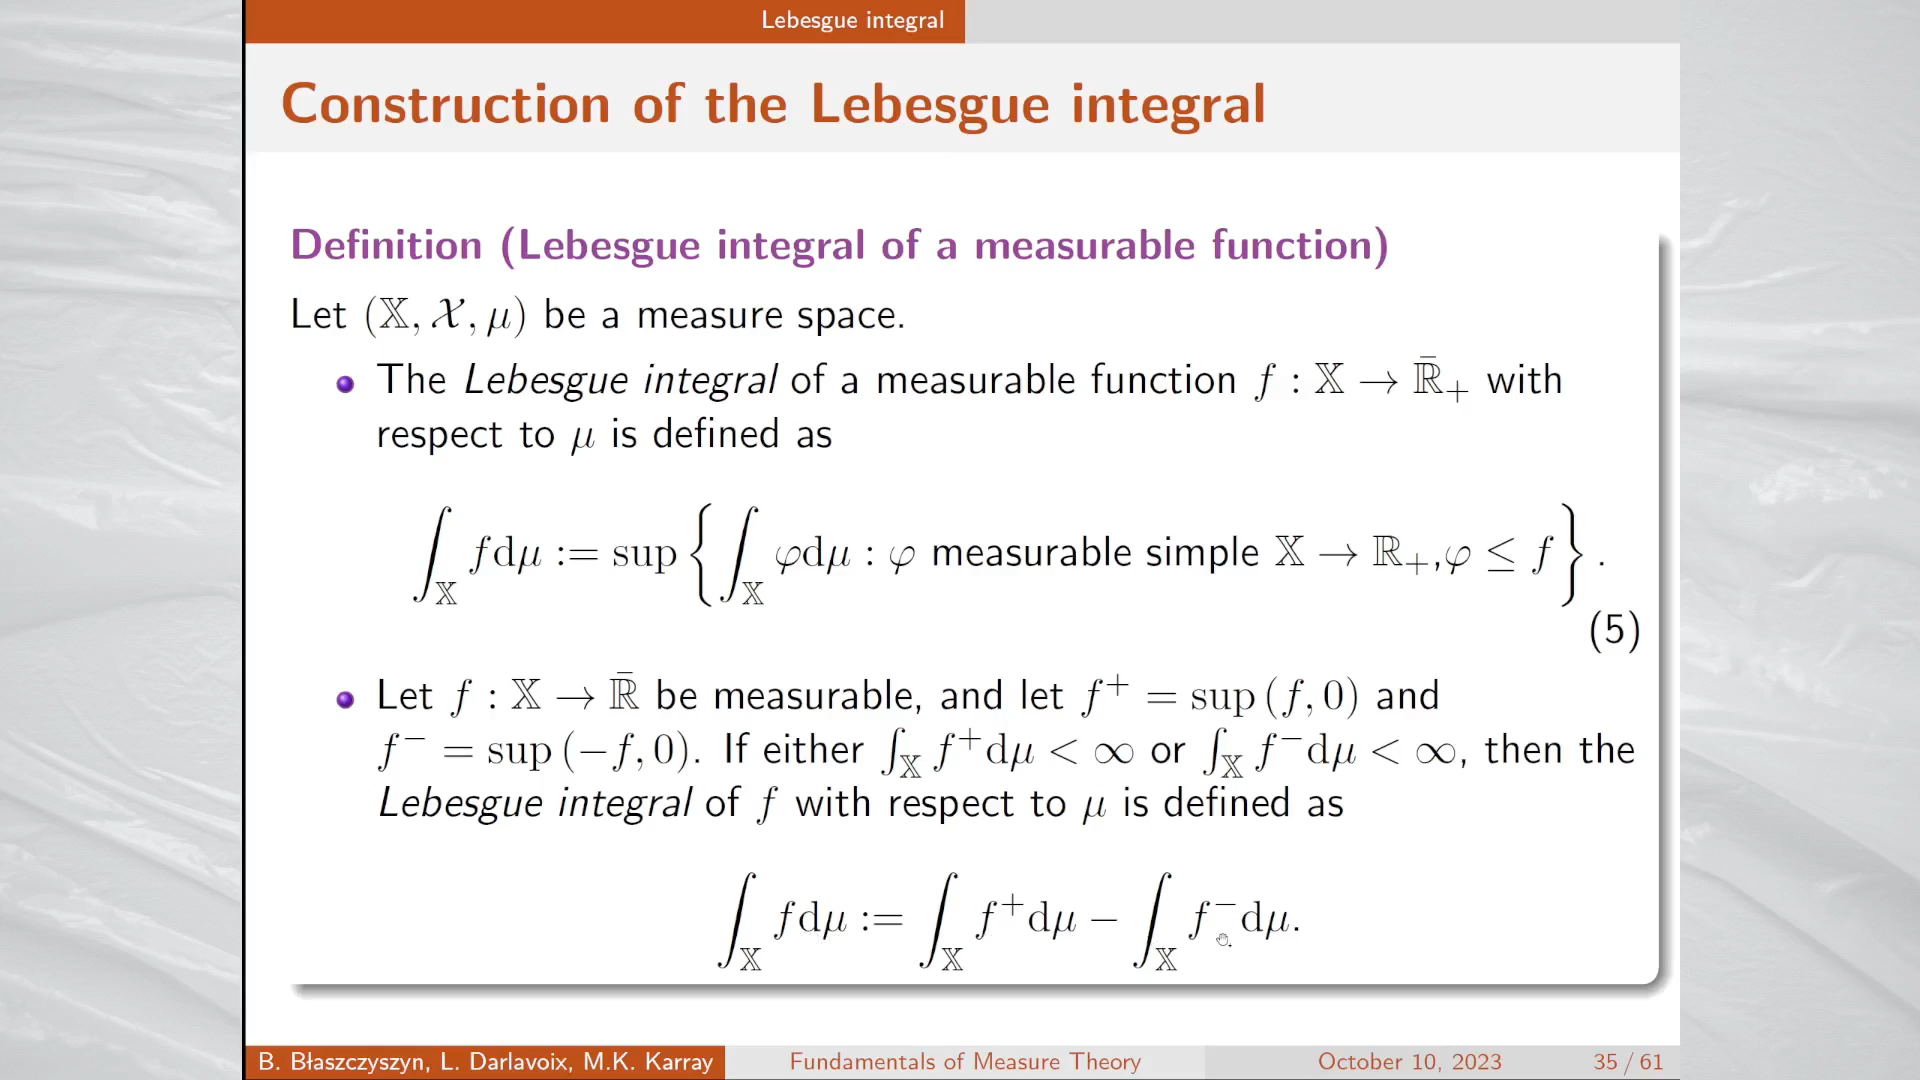 Lebesgue integral
Construction of the Lebesgue integral
Definition (Lebesgue integral of a measurable function)
Let (𝕏, 𝒳, μ) be a measure space.
The Lebesgue integral of a measurable function f : 𝕏 → ℝ̄₊ with
respect to μ is defined as
∫_𝕏 fdμ := sup { ∫_𝕏 φdμ : φ measurable simple 𝕏 → ℝ₊,φ ≤ f } .
(5)
Let f : 𝕏 → ℝ̄ be measurable, and let f⁺ = sup (f, 0) and
f⁻ = sup (−f, 0). If either ∫_𝕏 f⁺dμ < ∞ or ∫_𝕏 f⁻dμ < ∞, then the
Lebesgue integral of f with respect to μ is defined as
∫_𝕏 fdμ := ∫_𝕏 f⁺dμ − ∫_𝕏 f⁻dμ.
B. Błaszczyszyn, L. Darlavoix, M.K. Karray Fundamentals of Measure Theory October 10, 2023 35 / 61